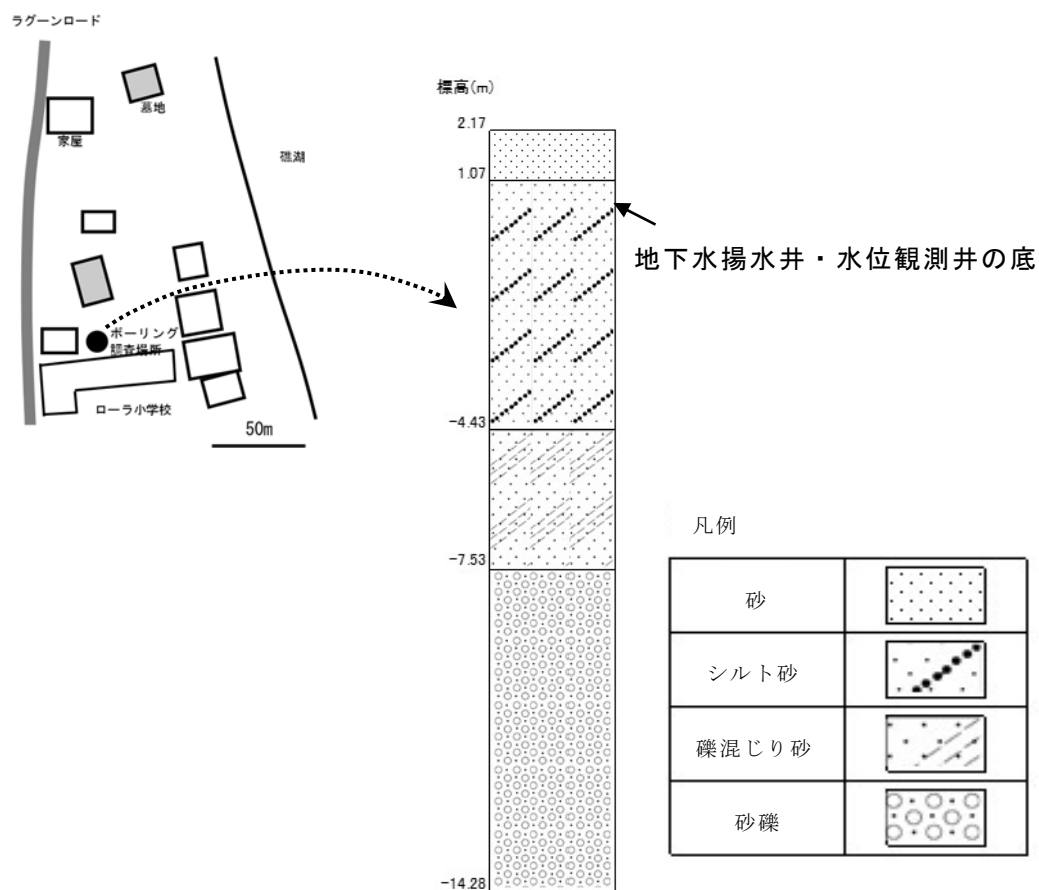 ラグーンロード
墓地
家屋
礁湖
ボーリング
調査場所
ローラ小学校
50m
標高(m)
2.17
1.07
-4.43
-7.53
-14.28
地下水揚水井・水位観測井の底
凡例
砂
シルト砂
礫混じり砂
砂礫